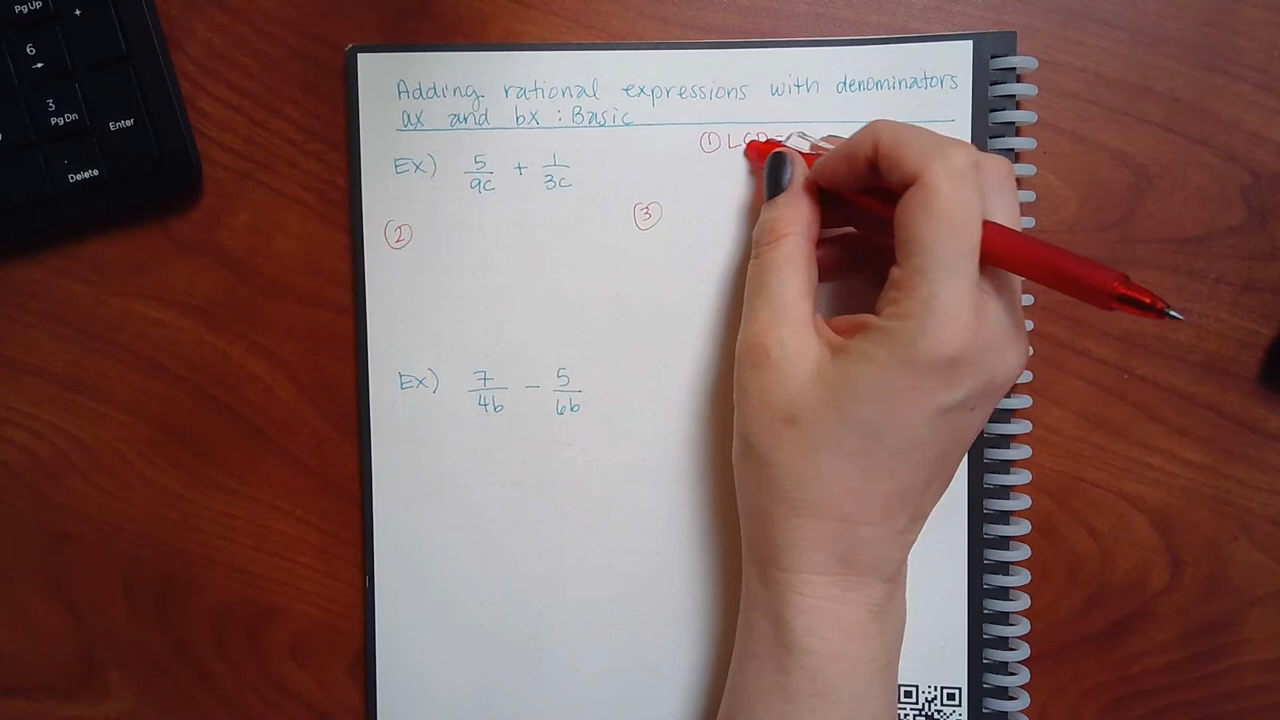 PgUp
+
6
3
PgDn
Enter
.
Delete
Adding rational expressions with denominators
ax and bx : Basic
① LCD =
Ex) 5/9c + 1/3c
② ③
Ex) 7/4b - 5/6b